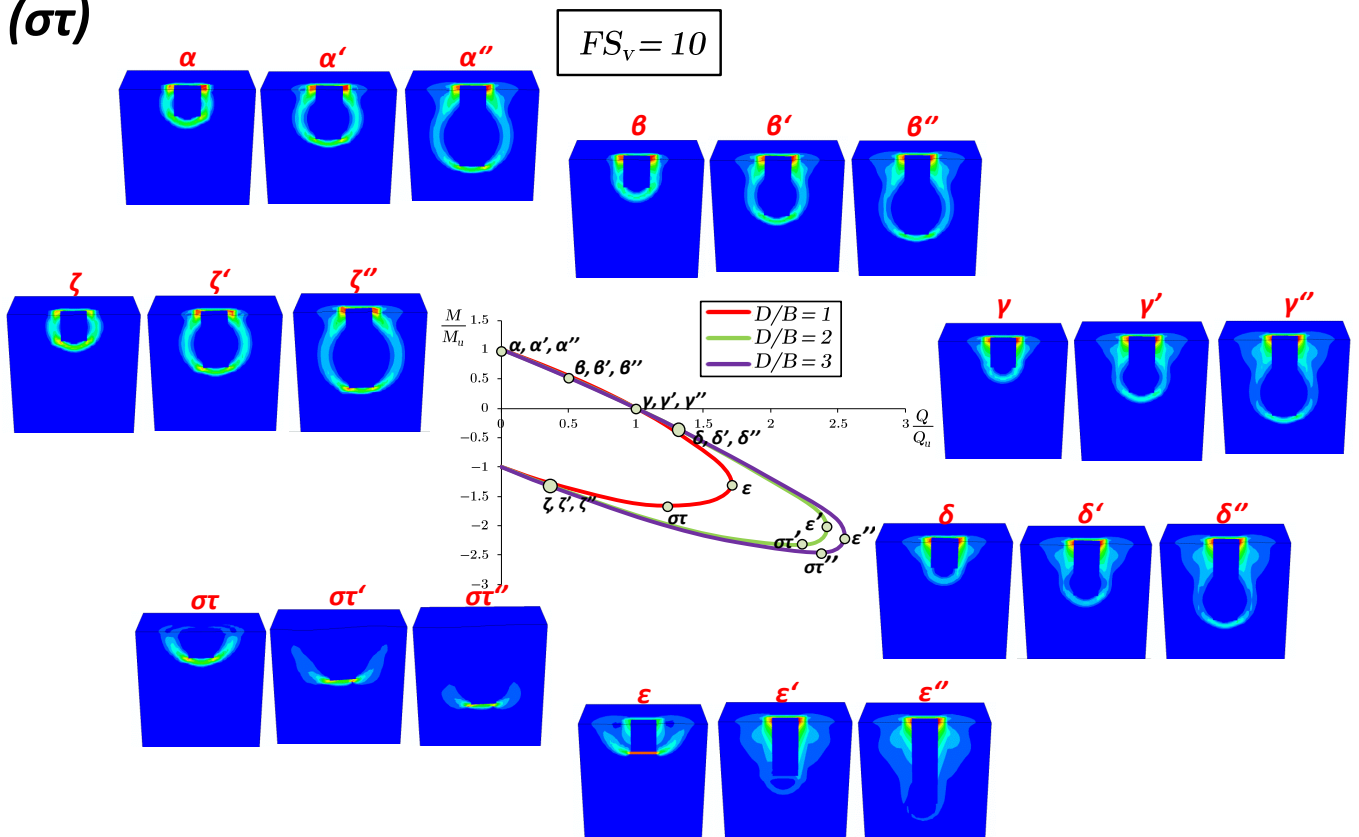 (στ)
FSᵥ = 10
α α‘ α‘‘
β β‘ β‘‘
ζ ζ‘ ζ‘‘
γ γ’ γ‘‘
M/Mᵤ
1.5
1
0.5
0
−0.5
−1
−1.5
−2
−2.5
−3
0 0.5 1 1.5 2 2.5 3
Q/Qᵤ
D/B = 1
D/B = 2
D/B = 3
α, α’, α’’
β, β’, β’’
γ, γ’, γ’’
δ, δ’, δ’’
ε
ζ, ζ’, ζ’’
στ
ε’
στ’
ε’’
στ’’
δ δ‘ δ‘‘
στ στ‘ στ‘‘
ε ε‘ ε‘‘